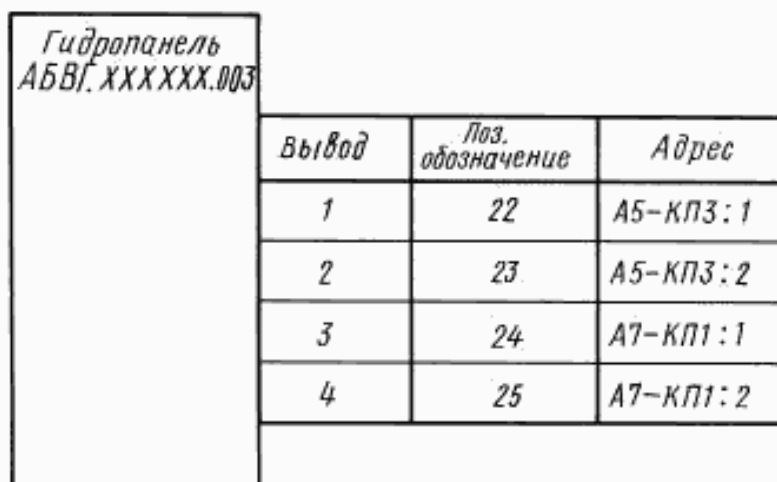 Гидропанель
АБВГ.XXXXXX.003
Вывод Поз. обозначение Адрес
1 22 А5-КП3:1
2 23 А5-КП3:2
3 24 А7-КП1:1
4 25 А7-КП1:2